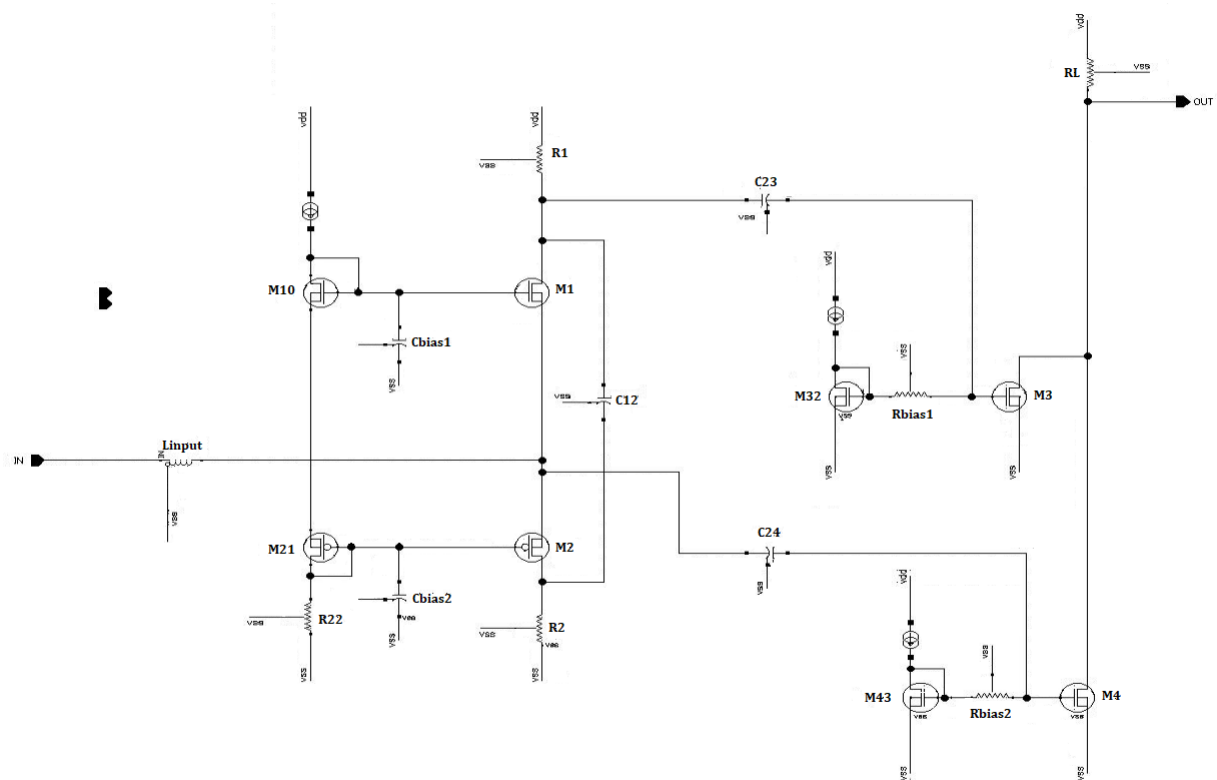 vdd
RL
VSS
OUT
vdd
vdd
R1
VSS
C23
VSS
M10
M1
vdd
Cbias1
VSS
VSS
C12
M32
VSS
VSS
Rbias1
M3
Linput
IN
IN
VSS
VSS
VSS
C24
M21
M2
VSS
vdd
Cbias2
R22
VSS
VSS
VSS
VSS
R2
VSS
VSS
VSS
VSS
M43
VSS
Rbias2
M4
VSS
VSS
VSS